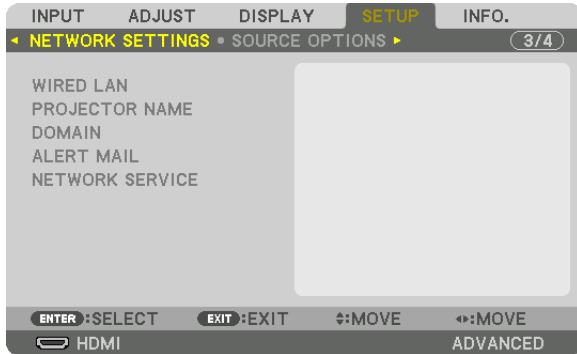 INPUT ADJUST DISPLAY SETUP INFO.
NETWORK SETTINGS • SOURCE OPTIONS 3/4
WIRED LAN
PROJECTOR NAME
DOMAIN
ALERT MAIL
NETWORK SERVICE
ENTER :SELECT EXIT :EXIT :MOVE :MOVE
HDMI ADVANCED